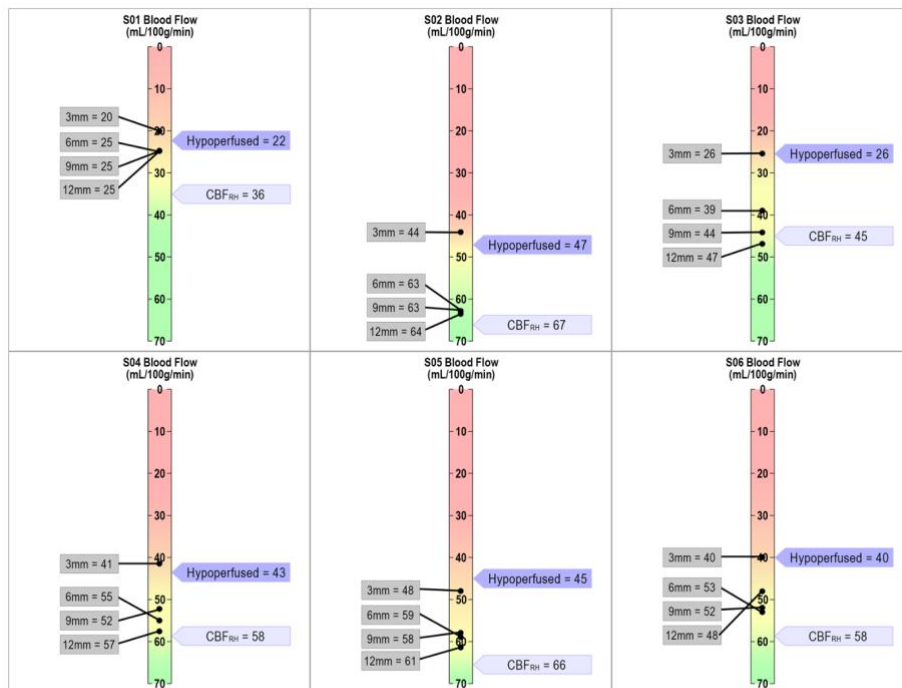 S01 Blood Flow
(mL/100g/min)
0
10
20
30
40
50
60
70
3mm = 20
6mm = 25
9mm = 25
12mm = 25
Hypoperfused = 22
CBFRH = 36
S02 Blood Flow
(mL/100g/min)
0
10
20
30
40
50
60
70
3mm = 44
6mm = 63
9mm = 63
12mm = 64
Hypoperfused = 47
CBFRH = 67
S03 Blood Flow
(mL/100g/min)
0
10
20
30
40
50
60
70
3mm = 26
6mm = 39
9mm = 44
12mm = 47
Hypoperfused = 26
CBFRH = 45
S04 Blood Flow
(mL/100g/min)
0
10
20
30
40
50
60
70
3mm = 41
6mm = 55
9mm = 52
12mm = 57
Hypoperfused = 43
CBFRH = 58
S05 Blood Flow
(mL/100g/min)
0
10
20
30
40
50
60
70
3mm = 48
6mm = 59
9mm = 58
12mm = 61
Hypoperfused = 45
CBFRH = 66
S06 Blood Flow
(mL/100g/min)
0
10
20
30
40
50
60
70
3mm = 40
6mm = 53
9mm = 52
12mm = 48
Hypoperfused = 40
CBFRH = 58